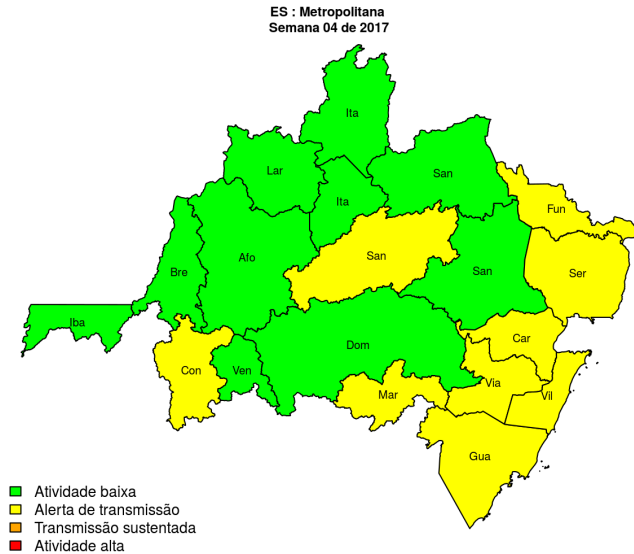 ES : Metropolitana
Semana 04 de 2017
Ita
Lar
San
Ita
Fun
San
Afo
San
Ser
Bre
Iba
Car
Dom
Con
Ven
Via
Mar
Vil
Gua
Atividade baixa
Alerta de transmissão
Transmissão sustentada
Atividade alta